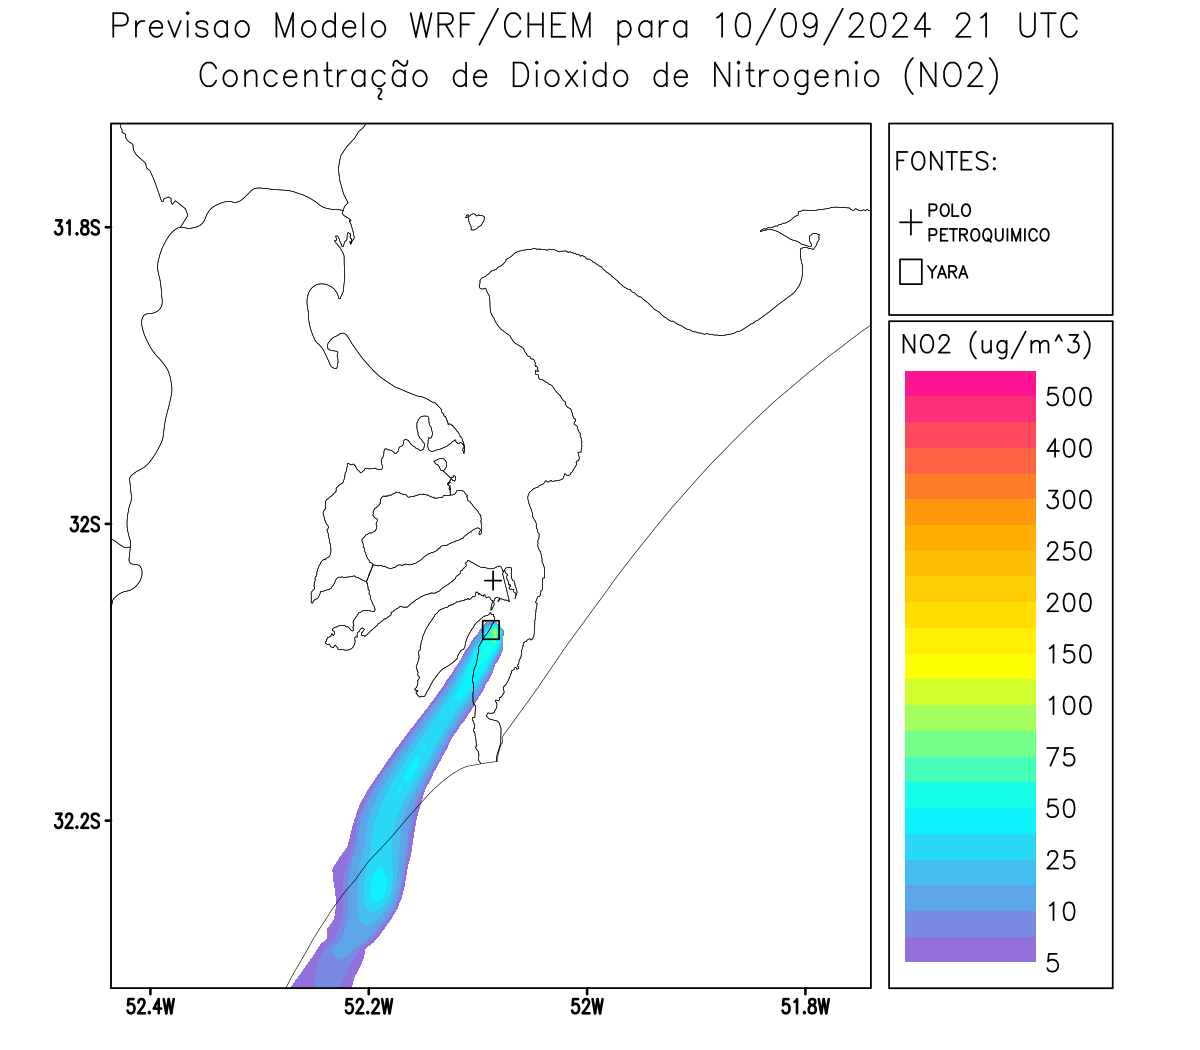 Previsao Modelo WRF/CHEM para 10/09/2024 21 UTC
Concentração de Dioxido de Nitrogenio (NO2)
FONTES:
POLO
PETROQUIMICO
YARA
NO2 (ug/m^3)
500
400
300
250
200
150
100
75
50
25
10
5
31.8S
32S
32.2S
52.4W
52.2W
52W
51.8W